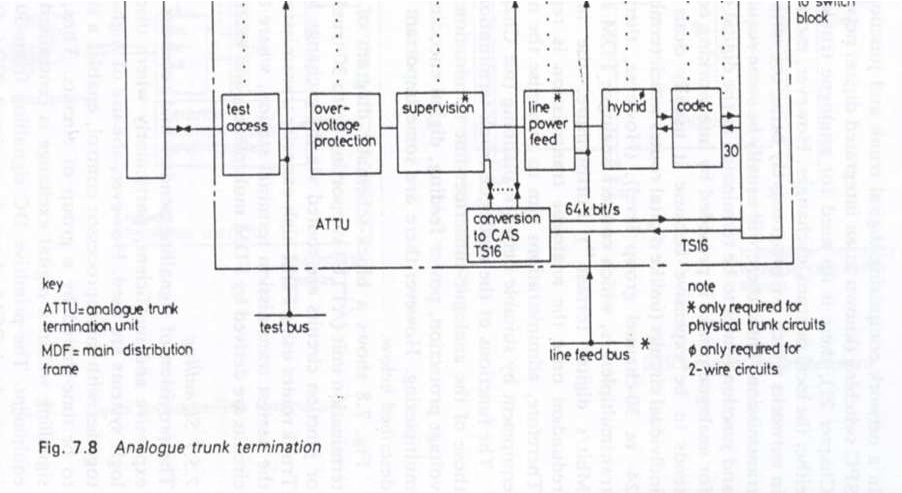 to switch
block
test
access
over-
voltage
protection
supervision*
line*
power
feed
hybridø
codec
30
ATTU
conversion
to CAS
TS16
64k bit/s
TS16
key
ATTU=analogue trunk
termination unit
MDF=main distribution
frame
test bus
line feed bus *
note
* only required for
physical trunk circuits
ø only required for
2-wire circuits
Fig. 7.8 Analogue trunk termination